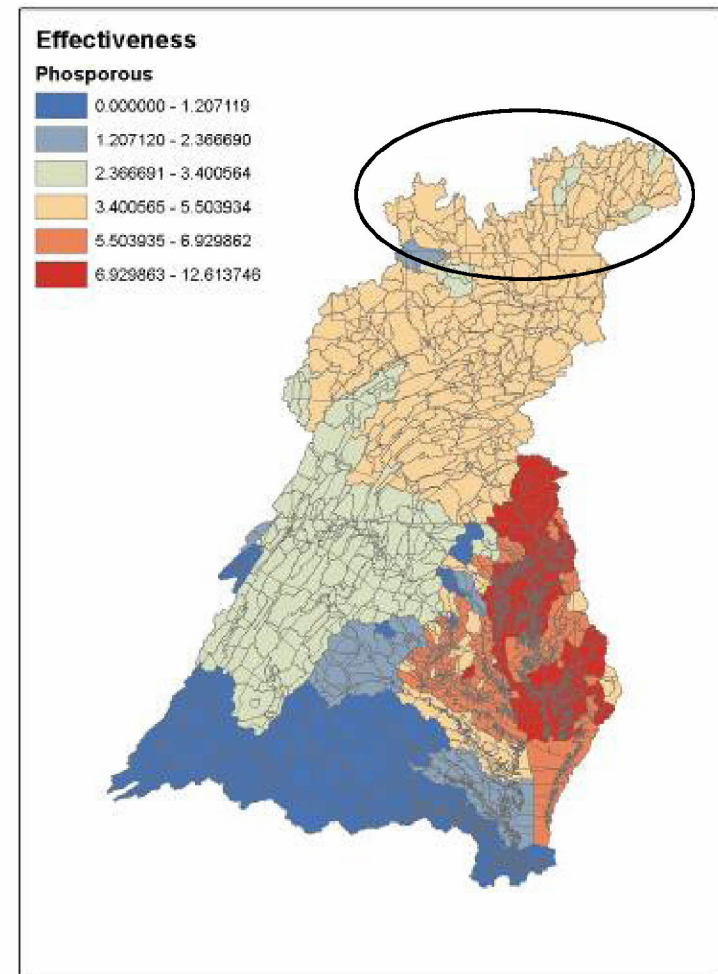 Effectiveness
Phosporous
0.000000 - 1.207119
1.207120 - 2.366690
2.366691 - 3.400564
3.400565 - 5.503934
5.503935 - 6.929862
6.929863 - 12.613746